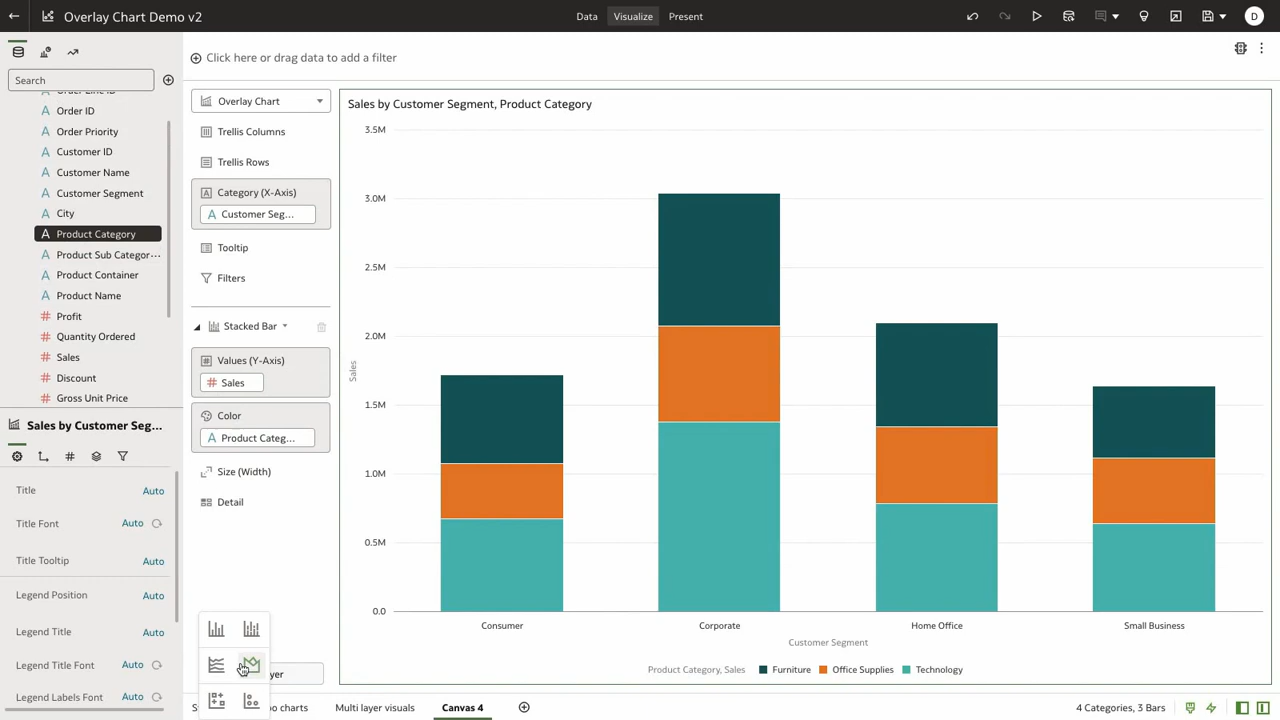 Overlay Chart Demo v2
Data
Visualize
Present
D
Search
Order ID
Order Priority
Customer ID
Customer Name
Customer Segment
City
Product Category
Product Sub Categor...
Product Container
Product Name
Profit
Quantity Ordered
Sales
Discount
Gross Unit Price
Sales by Customer Seg...
Title Auto
Title Font Auto
Title Tooltip Auto
Legend Position Auto
Legend Title Auto
Legend Title Font Auto
Legend Labels Font Auto
Click here or drag data to add a filter
Overlay Chart
Trellis Columns
Trellis Rows
Category (X-Axis)
A Customer Seg...
Tooltip
Filters
Stacked Bar
Values (Y-Axis)
# Sales
Color
A Product Categ...
Size (Width)
Detail
Sales by Customer Segment, Product Category
3.5M
3.0M
2.5M
2.0M
1.5M
1.0M
0.5M
0.0
Sales
Consumer
Corporate
Home Office
Small Business
Customer Segment
Product Category, Sales
Furniture
Office Supplies
Technology
Multi layer visuals
Canvas 4
4 Categories, 3 Bars